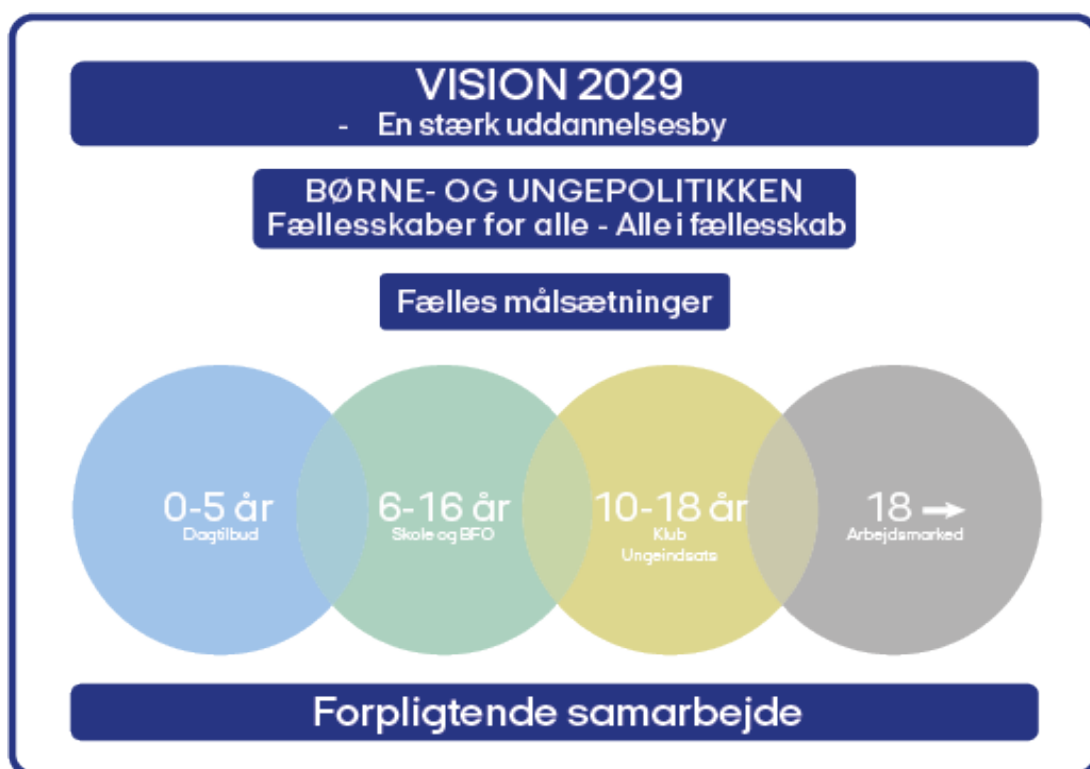 VISION 2029
- En stærk uddannelsesby
BØRNE- OG UNGEPOLITIKKEN
Fællesskaber for alle - Alle i fællesskab
Fælles målsætninger
0-5 år
Dagtilbud
6-16 år
Skole og BFO
10-18 år
Klub
Ungeindsats
18 →
Arbejdsmarked
Forpligtende samarbejde